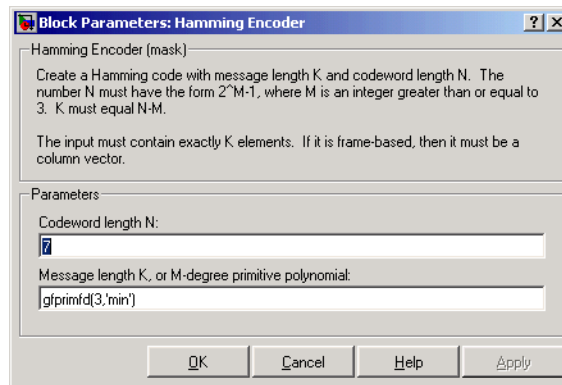 Block Parameters: Hamming Encoder
Hamming Encoder (mask)
Create a Hamming code with message length K and codeword length N. The
number N must have the form 2^M-1, where M is an integer greater than or equal to
3. K must equal N-M.
The input must contain exactly K elements. If it is frame-based, then it must be a
column vector.
Parameters
Codeword length N:
7
Message length K, or M-degree primitive polynomial:
gfprimfd(3,'min')
OK Cancel Help Apply